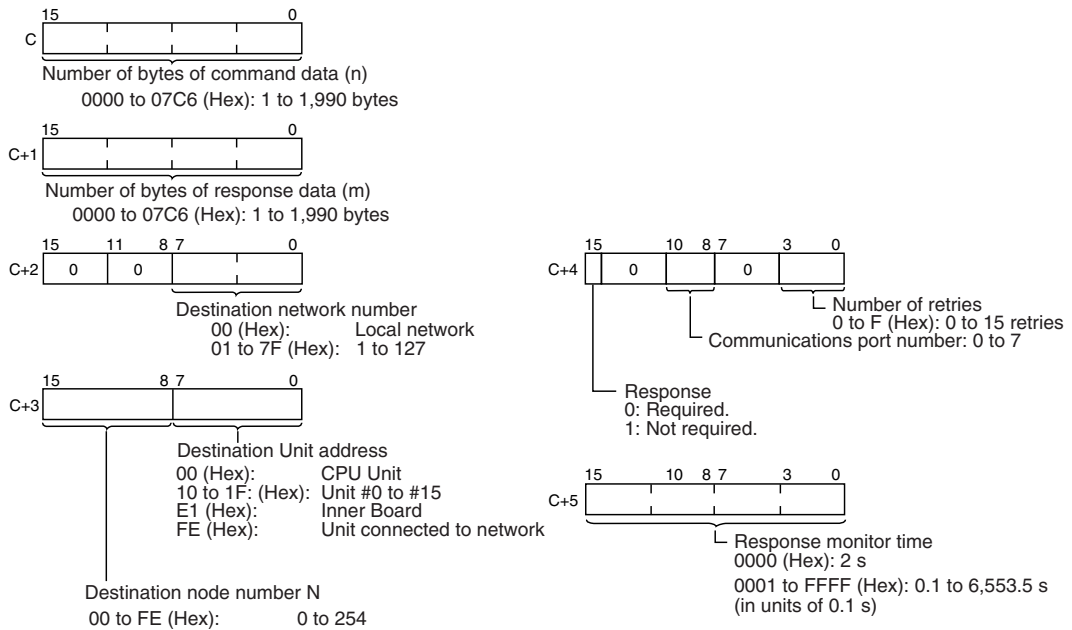 15 0
C
Number of bytes of command data (n)
0000 to 07C6 (Hex): 1 to 1,990 bytes
15 0
C+1
Number of bytes of response data (m)
0000 to 07C6 (Hex): 1 to 1,990 bytes
15 11 8 7 0
C+2 0 0
Destination network number
00 (Hex): Local network
01 to 7F (Hex): 1 to 127
15 8 7 0
C+3
Destination Unit address
00 (Hex): CPU Unit
10 to 1F: (Hex): Unit #0 to #15
E1 (Hex): Inner Board
FE (Hex): Unit connected to network
Destination node number N
00 to FE (Hex): 0 to 254
15 10 8 7 3 0
C+4 0 0
Number of retries
0 to F (Hex): 0 to 15 retries
Communications port number: 0 to 7
Response
0: Required.
1: Not required.
15 10 8 7 3 0
C+5
Response monitor time
0000 (Hex): 2 s
0001 to FFFF (Hex): 0.1 to 6,553.5 s
(in units of 0.1 s)